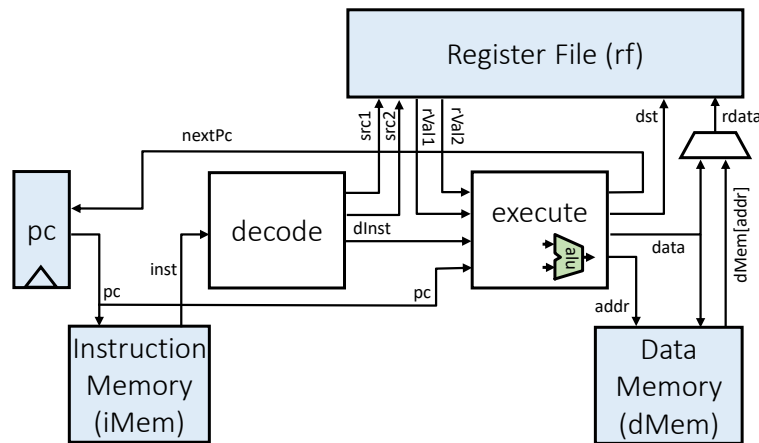 Register File (rf)
src1
src2
rVal1
rVal2
dst
rdata
nextPc
pc
decode
execute
alu
inst
dInst
data
dMem[addr]
pc
pc
addr
Instruction
Memory
(iMem)
Data
Memory
(dMem)